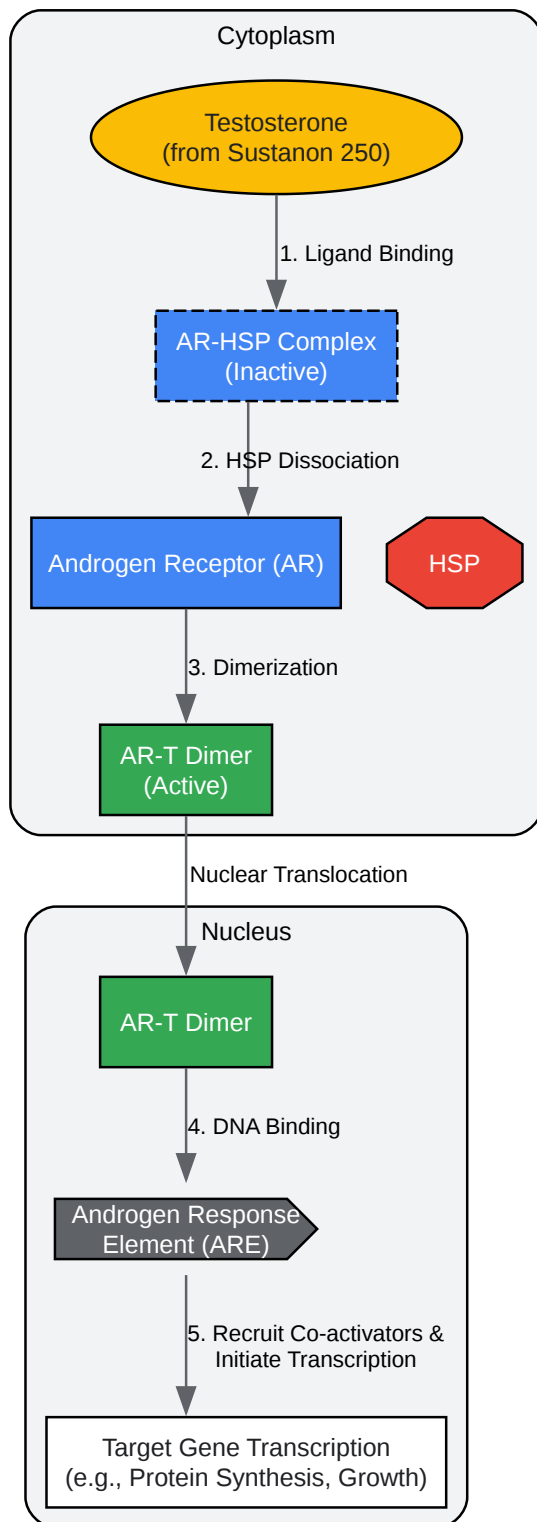 Cytoplasm
Testosterone
(from Sustanon 250)
1. Ligand Binding
AR-HSP Complex
(Inactive)
2. HSP Dissociation
Androgen Receptor (AR)
HSP
3. Dimerization
AR-T Dimer
(Active)
Nuclear Translocation
Nucleus
AR-T Dimer
4. DNA Binding
Androgen Response
Element (ARE)
5. Recruit Co-activators &
Initiate Transcription
Target Gene Transcription
(e.g., Protein Synthesis, Growth)